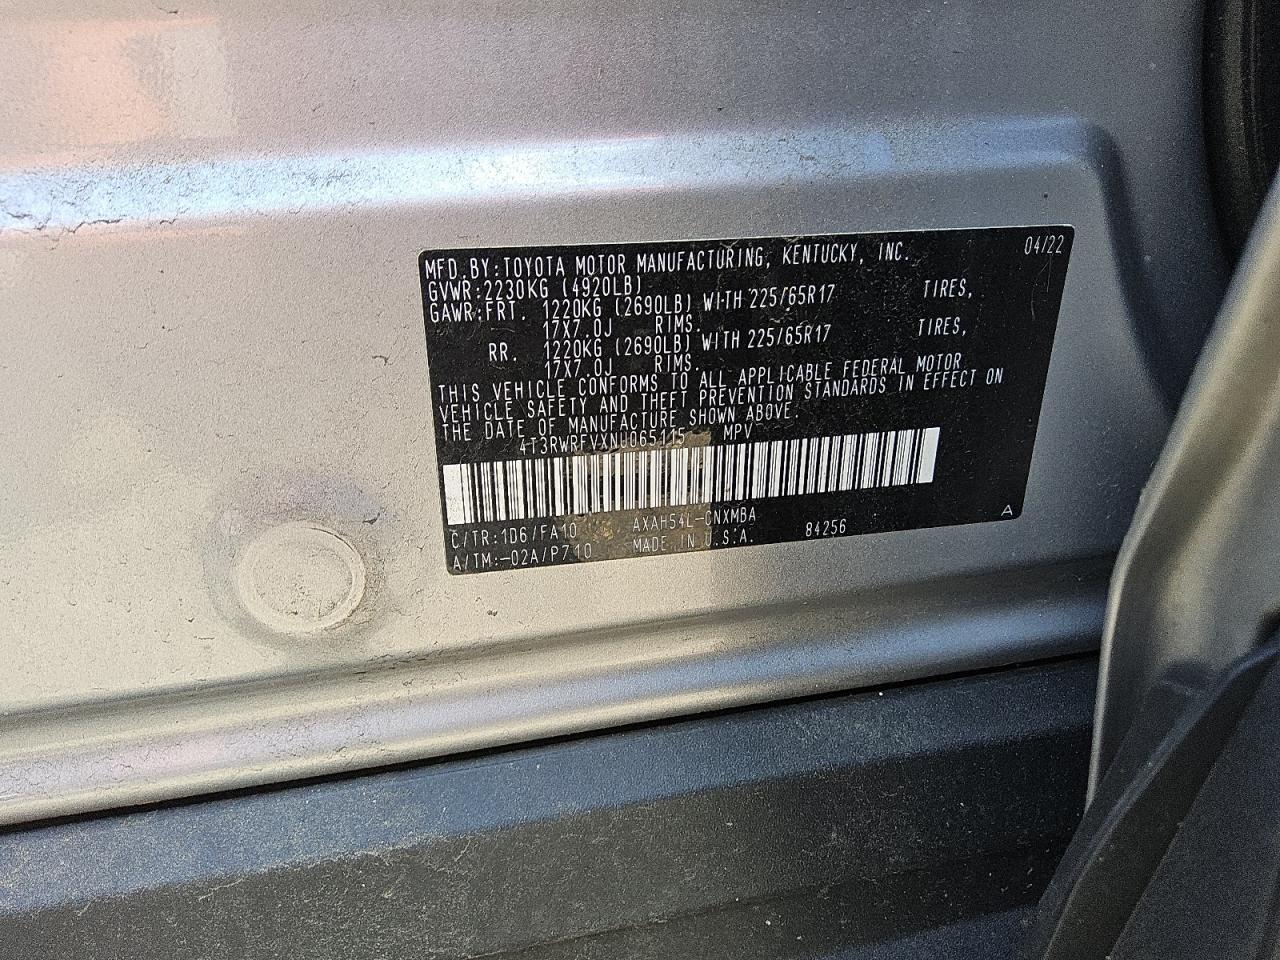 MFD.BY:TOYOTA MOTOR MANUFACTURING, KENTUCKY, INC. 04/22
GVWR:2230KG (4920LB)
GAWR:FRT. 1220KG (2690LB) WITH 225/65R17 TIRES,
17X7.0J RIMS.
RR. 1220KG (2690LB) WITH 225/65R17 TIRES,
17X7.0J RIMS.
THIS VEHICLE CONFORMS TO ALL APPLICABLE FEDERAL MOTOR
VEHICLE SAFETY AND THEFT PREVENTION STANDARDS IN EFFECT ON
THE DATE OF MANUFACTURE SHOWN ABOVE.
4T3RWRFVXNU065115 MPV
C/TR:1D6/FA10 AXAH54L-CNXMBA A
A/TM:-02A/P710 MADE IN U.S.A. 84256